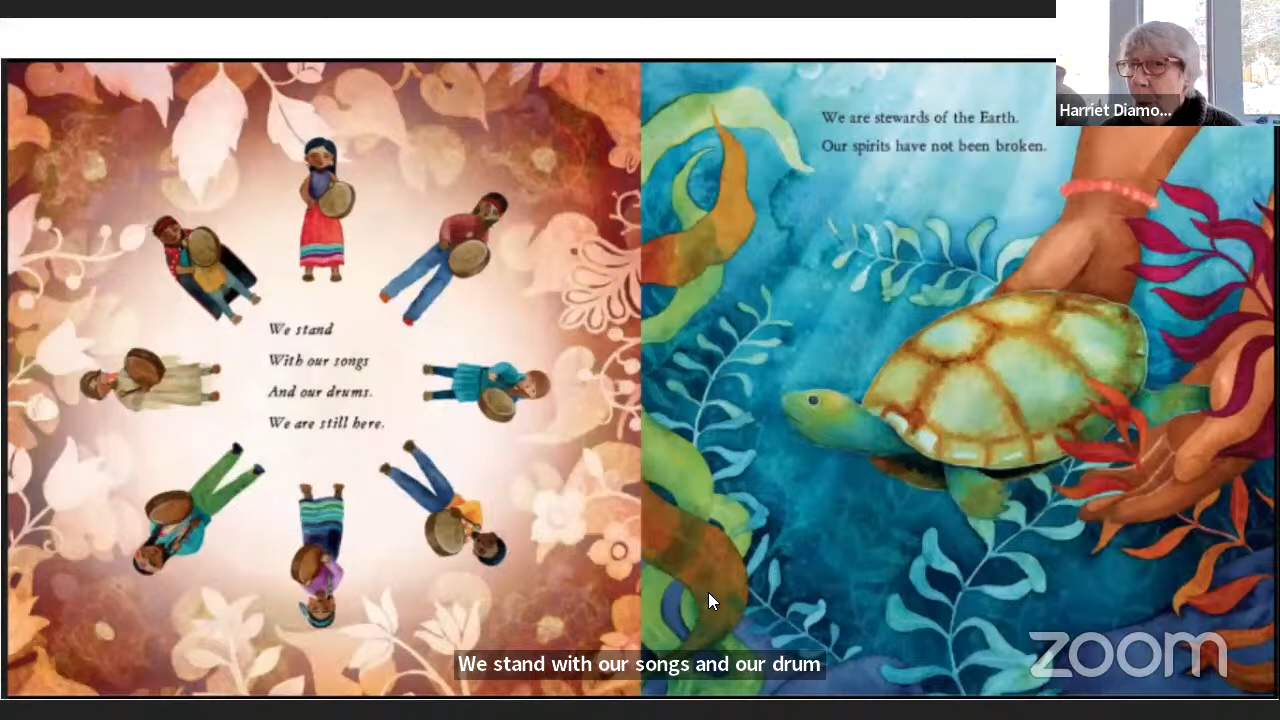 We stand
With our songs
And our drums.
We are still here.
We are stewards of the Earth.
Our spirits have not been broken.
Harriet Diamo...
We stand with our songs and our drum
zoom